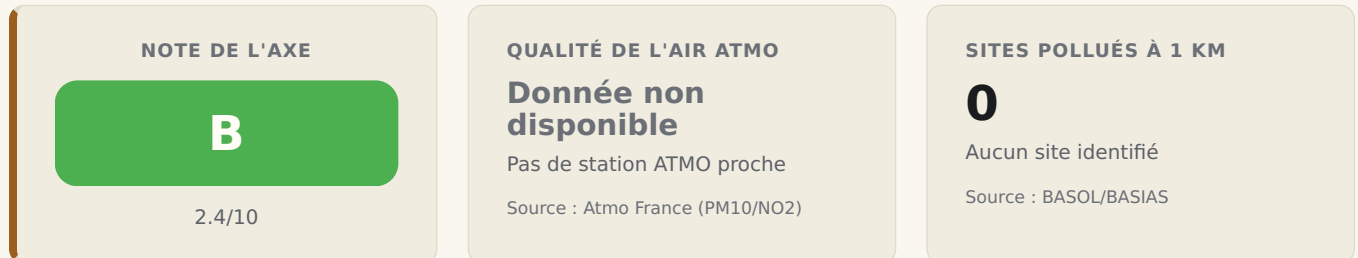 NOTE DE L'AXE
B
2.4/10
QUALITÉ DE L'AIR ATMO
Donnée non
disponible
Pas de station ATMO proche
Source : Atmo France (PM10/NO2)
SITES POLLUÉS À 1 KM
0
Aucun site identifié
Source : BASOL/BASIAS